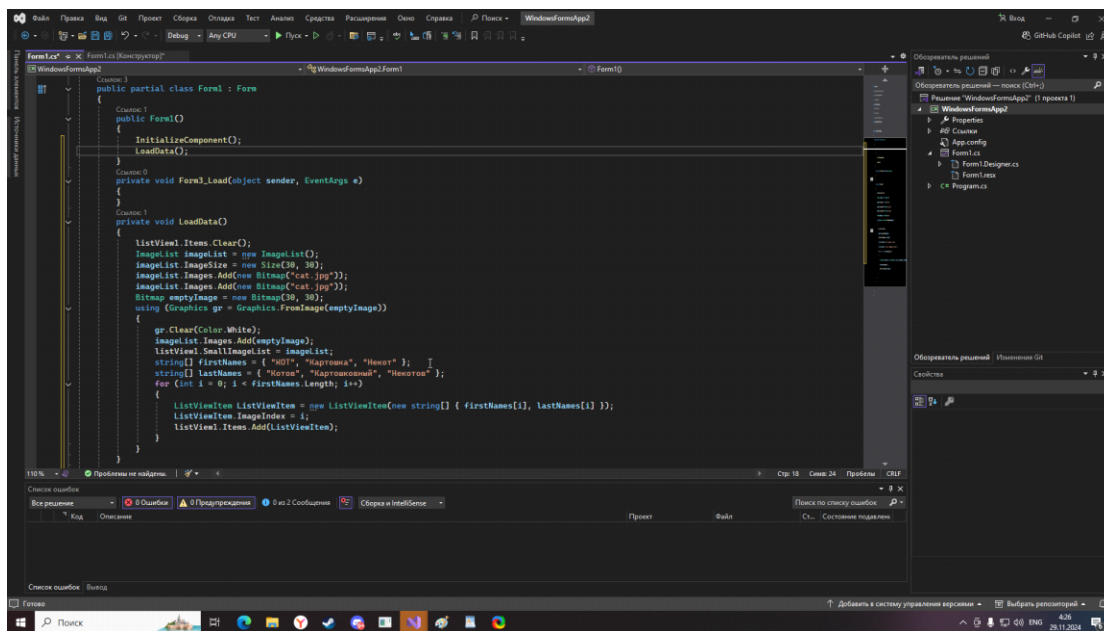 Файл Правка Вид Git Проект Сборка Отладка Тест Анализ Средства Расширения Окно Справка Поиск WindowsFormsApp2 Вход
Debug Any CPU Пуск GitHub Copilot
Form1.cs* Form1.cs [Конструктор]*
WindowsFormsApp2 WindowsFormsApp2.Form1 Form1()
Панель элементов
Источники данных
Ссылок: 3
public partial class Form1 : Form
{
Ссылок: 1
public Form1()
{
InitializeComponent();
LoadData();
}
Ссылок: 0
private void Form3_Load(object sender, EventArgs e)
{
}
Ссылок: 1
private void LoadData()
{
listView1.Items.Clear();
ImageList imageList = new ImageList();
imageList.ImageSize = new Size(30, 30);
imageList.Images.Add(new Bitmap("cat.jpg"));
imageList.Images.Add(new Bitmap("cat.jpg"));
Bitmap emptyImage = new Bitmap(30, 30);
using (Graphics gr = Graphics.FromImage(emptyImage))
{
gr.Clear(Color.White);
imageList.Images.Add(emptyImage);
listView1.SmallImageList = imageList;
string[] firstNames = { "КОТ", "Картошка", "Некот" };
string[] lastNames = { "Котов", "Картошковный", "Некотов" };
for (int i = 0; i < firstNames.Length; i++)
{
ListViewItem ListViewItem = new ListViewItem(new string[] { firstNames[i], lastNames[i] });
ListViewItem.ImageIndex = i;
listView1.Items.Add(ListViewItem);
}
}
}
110 % Проблемы не найдены. Стр: 18 Симв: 24 Пробелы CRLF
Список ошибок
Все решение 0 Ошибки 0 Предупреждения 0 из 2 Сообщения Сборка и IntelliSense Поиск по списку ошибок
Код Описание Проект Файл Ст... Состояние подавлен
Список ошибок Вывод
Обозреватель решений
Обозреватель решений — поиск (Ctrl+;)
Решение "WindowsFormsApp2" (1 проекта 1)
WindowsFormsApp2
Properties
Ссылки
App.config
Form1.cs
Form1.Designer.cs
Form1.resx
C# Program.cs
Обозреватель решений Изменения Git
Свойства
Готово Добавить в систему управления версиями Выбрать репозиторий
Поиск ENG 4:26
29.11.2024